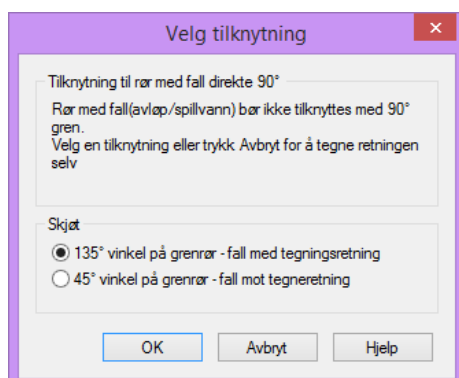 Velg tilknytning
Tilknytning til rør med fall direkte 90°
Rør med fall(avløp/spillvann) bør ikke tilknyttes med 90°
gren.
Velg en tilknytning eller trykk Avbryt for å tegne retningen
selv
Skjøt
135° vinkel på grenrør - fall med tegningsretning
45° vinkel på grenrør - fall mot tegneretning
OK Avbryt Hjelp